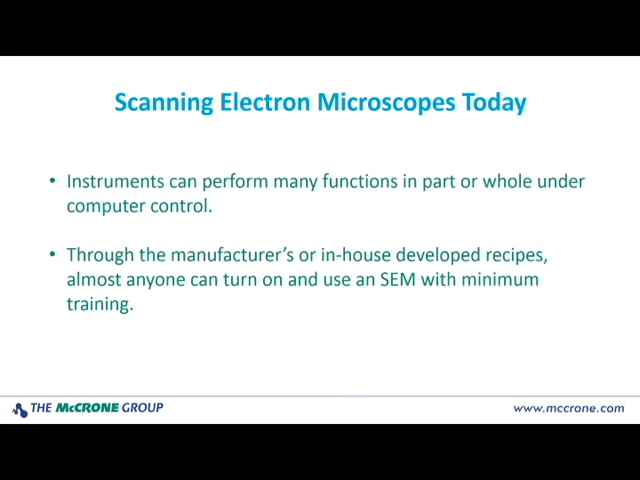 Scanning Electron Microscopes Today
• Instruments can perform many functions in part or whole under
computer control.
• Through the manufacturer’s or in-house developed recipes,
almost anyone can turn on and use an SEM with minimum
training.
THE McCRONE GROUP
www.mccrone.com